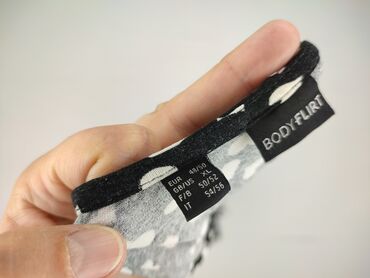 BODYFLIRT
EUR 48/50
GB/US XL
F/B 50/52
IT 54/56